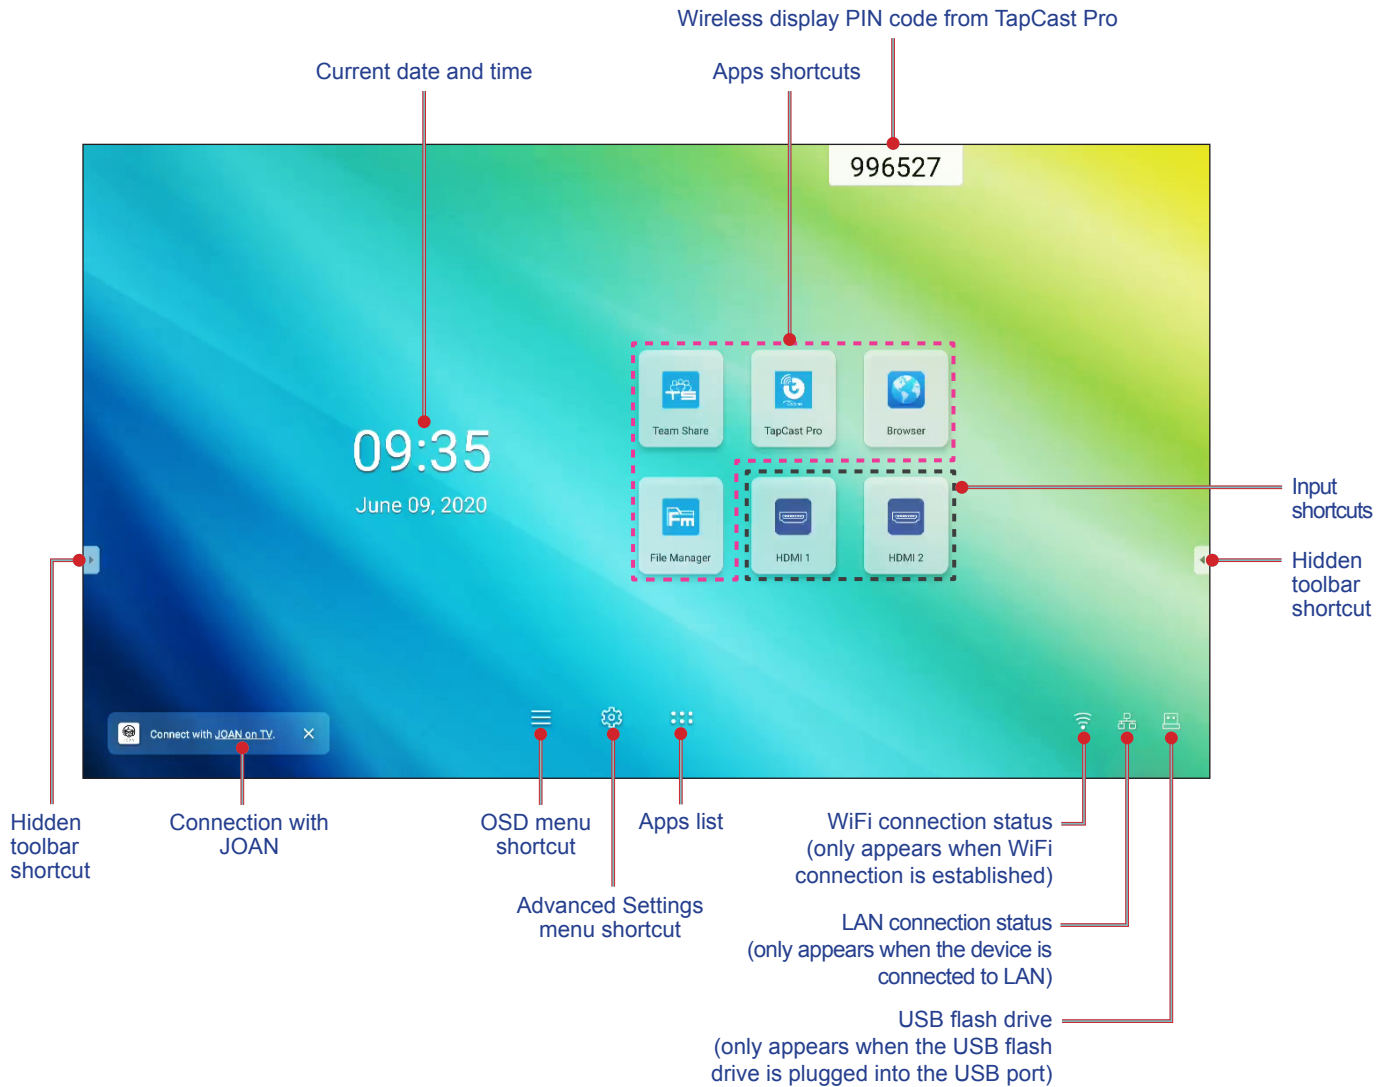 Wireless display PIN code from TapCast Pro
Current date and time
Apps shortcuts
996527
Team Share
TapCast Pro
Browser
09:35
June 09, 2020
File Manager
HDMI 1
HDMI 2
Input
shortcuts
Hidden
toolbar
shortcut
Connect with JOAN on TV.
Hidden
toolbar
shortcut
Connection with
JOAN
OSD menu
shortcut
Apps list
Advanced Settings
menu shortcut
WiFi connection status
(only appears when WiFi
connection is established)
LAN connection status
(only appears when the device is
connected to LAN)
USB flash drive
(only appears when the USB flash
drive is plugged into the USB port)